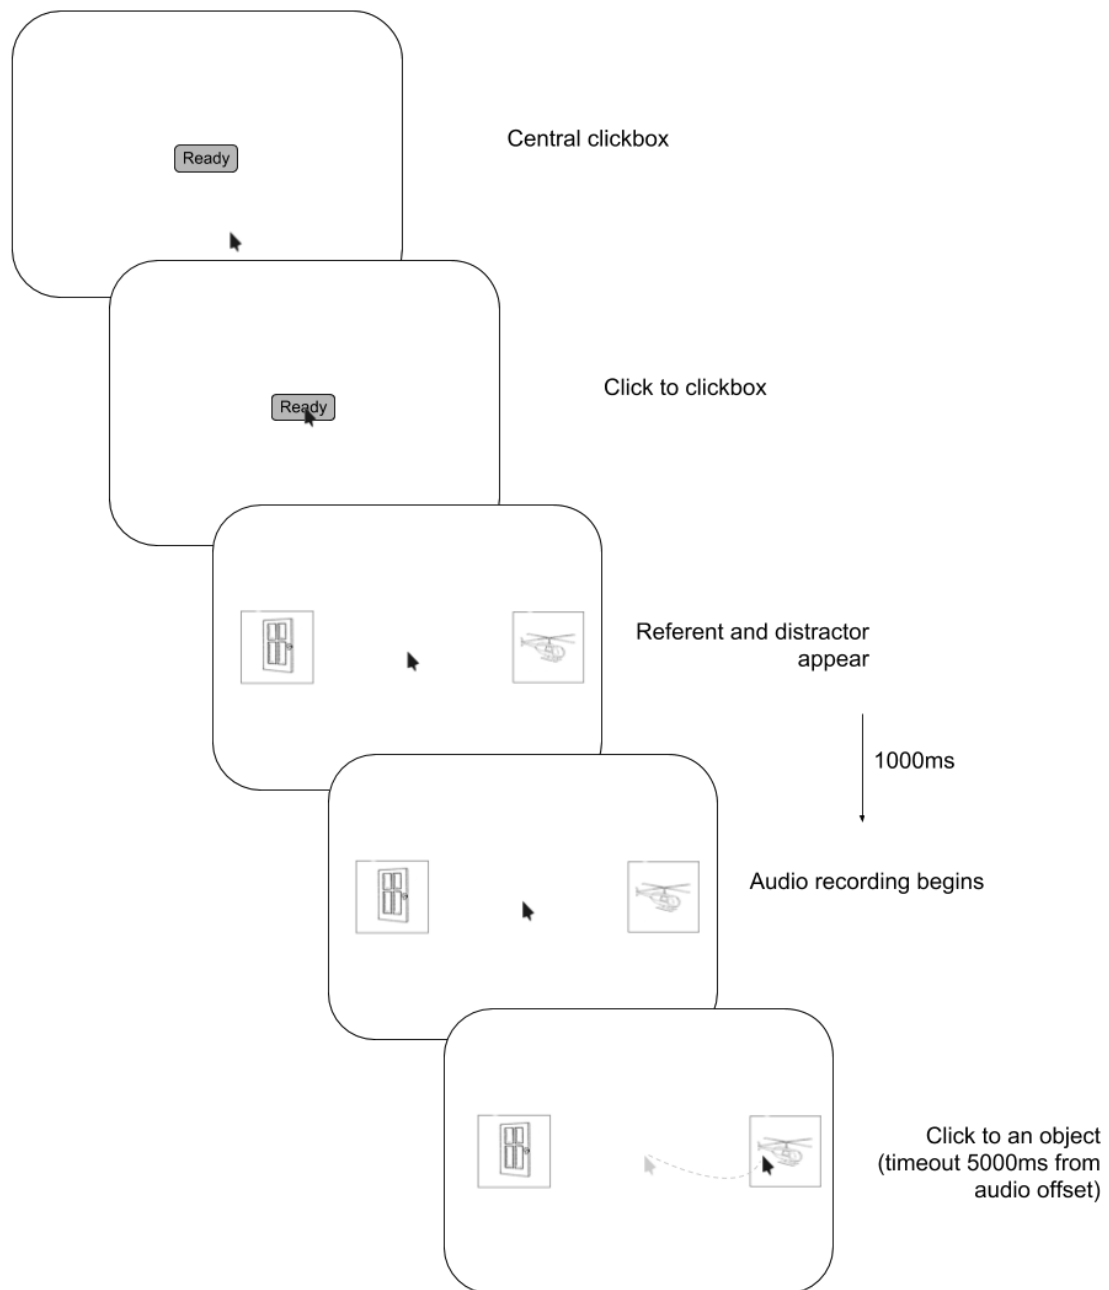 Ready
Central clickbox
Ready
Click to clickbox
Referent and distractor
appear
1000ms
Audio recording begins
Click to an object
(timeout 5000ms from
audio offset)